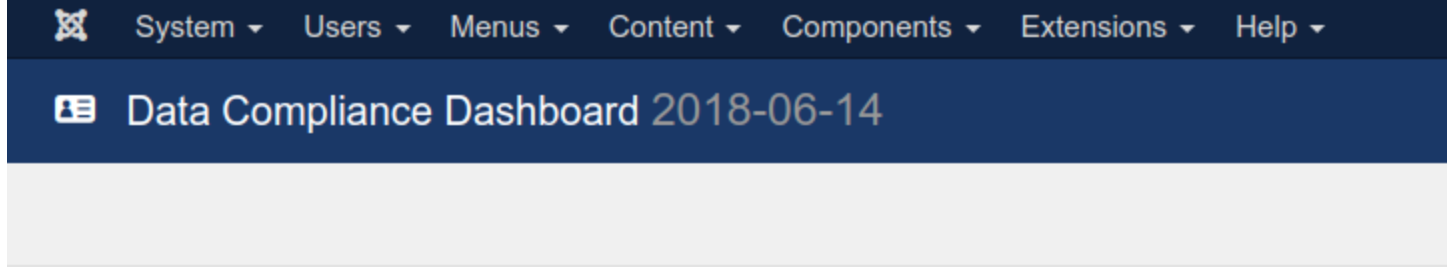 System Users Menus Content Components Extensions Help
Data Compliance Dashboard 2018-06-14